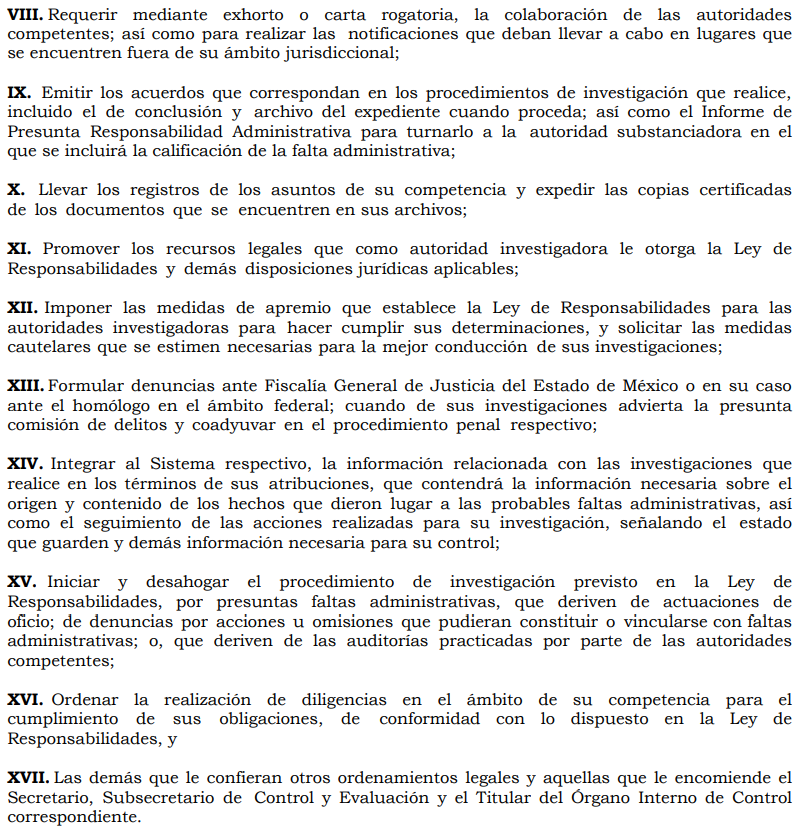 VIII. Requerir mediante exhorto o carta rogatoria, la colaboración de las autoridades
competentes; así como para realizar las notificaciones que deban llevar a cabo en lugares que
se encuentren fuera de su ámbito jurisdiccional;
IX. Emitir los acuerdos que correspondan en los procedimientos de investigación que realice,
incluido el de conclusión y archivo del expediente cuando proceda; así como el Informe de
Presunta Responsabilidad Administrativa para turnarlo a la autoridad substanciadora en el
que se incluirá la calificación de la falta administrativa;
X. Llevar los registros de los asuntos de su competencia y expedir las copias certificadas
de los documentos que se encuentren en sus archivos;
XI. Promover los recursos legales que como autoridad investigadora le otorga la Ley de
Responsabilidades y demás disposiciones jurídicas aplicables;
XII. Imponer las medidas de apremio que establece la Ley de Responsabilidades para las
autoridades investigadoras para hacer cumplir sus determinaciones, y solicitar las medidas
cautelares que se estimen necesarias para la mejor conducción de sus investigaciones;
XIII. Formular denuncias ante Fiscalía General de Justicia del Estado de México o en su caso
ante el homólogo en el ámbito federal; cuando de sus investigaciones advierta la presunta
comisión de delitos y coadyuvar en el procedimiento penal respectivo;
XIV. Integrar al Sistema respectivo, la información relacionada con las investigaciones que
realice en los términos de sus atribuciones, que contendrá la información necesaria sobre el
origen y contenido de los hechos que dieron lugar a las probables faltas administrativas, así
como el seguimiento de las acciones realizadas para su investigación, señalando el estado
que guarden y demás información necesaria para su control;
XV. Iniciar y desahogar el procedimiento de investigación previsto en la Ley de
Responsabilidades, por presuntas faltas administrativas, que deriven de actuaciones de
oficio; de denuncias por acciones u omisiones que pudieran constituir o vincularse con faltas
administrativas; o, que deriven de las auditorías practicadas por parte de las autoridades
competentes;
XVI. Ordenar la realización de diligencias en el ámbito de su competencia para el
cumplimiento de sus obligaciones, de conformidad con lo dispuesto en la Ley de
Responsabilidades, y
XVII. Las demás que le confieran otros ordenamientos legales y aquellas que le encomiende el
Secretario, Subsecretario de Control y Evaluación y el Titular del Órgano Interno de Control
correspondiente.